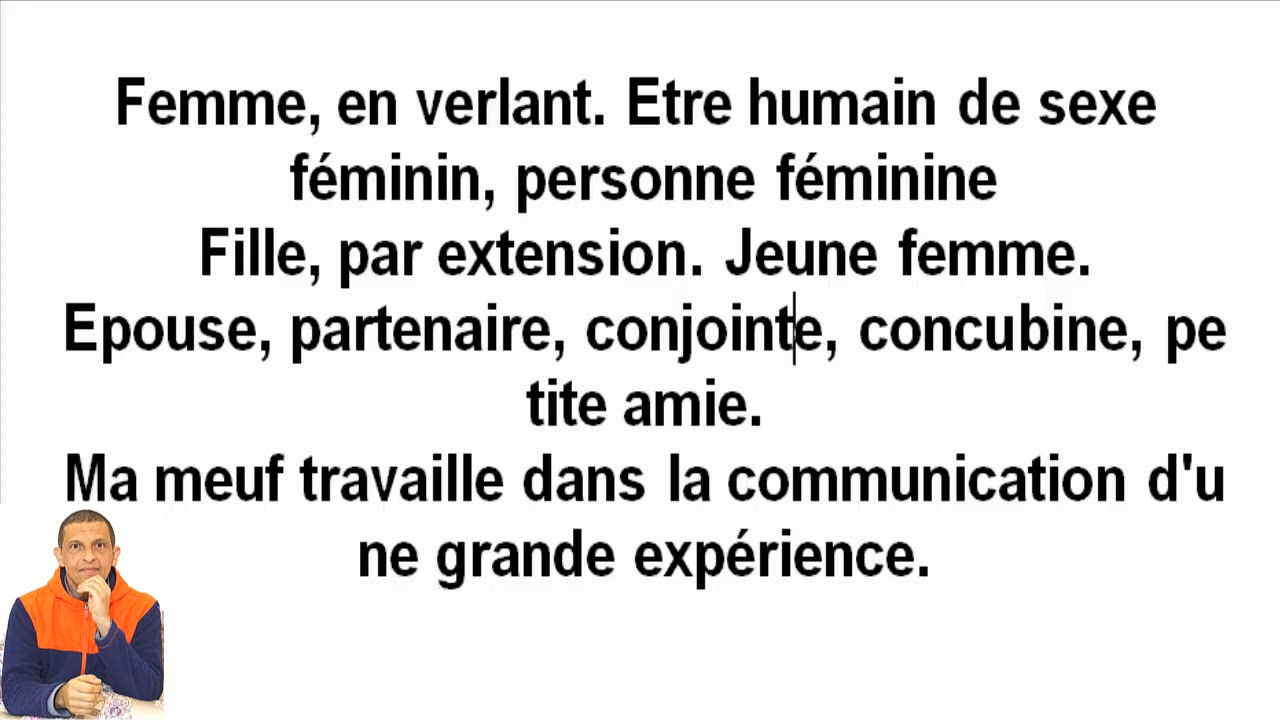 Femme, en verlant. Etre humain de sexe
féminin, personne féminine
Fille, par extension. Jeune femme.
Epouse, partenaire, conjointe, concubine, pe
tite amie.
Ma meuf travaille dans la communication d'u
ne grande expérience.